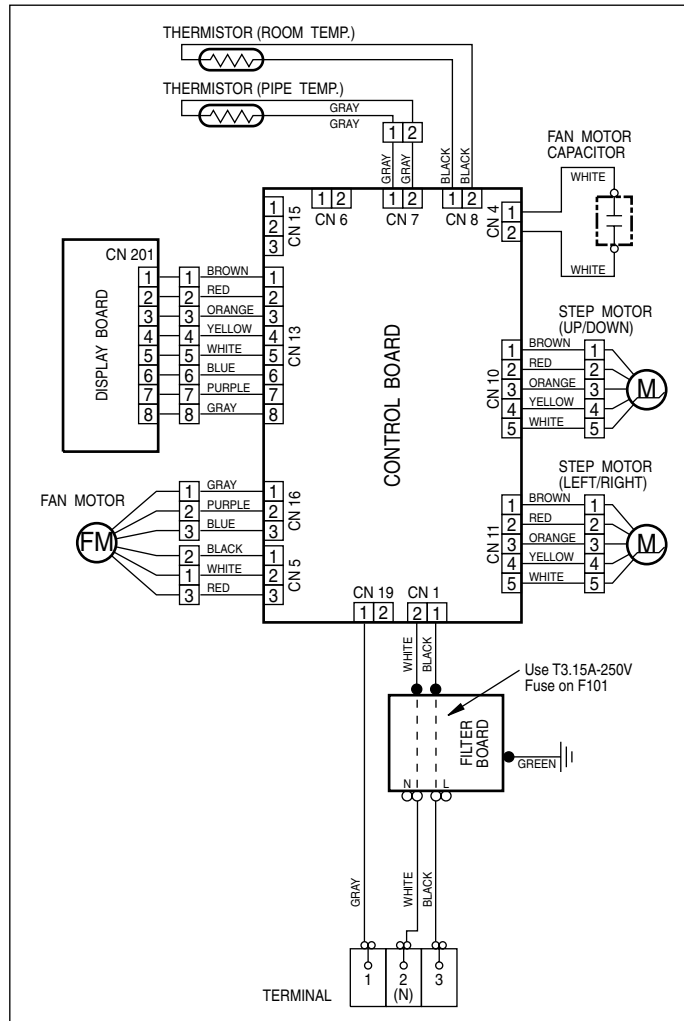 THERMISTOR (ROOM TEMP.)
THERMISTOR (PIPE TEMP.)
GRAY
GRAY
1 2
GRAY
GRAY
BLACK
BLACK
FAN MOTOR
CAPACITOR
WHITE
WHITE
1 2
CN 6
1 2
CN 7
1 2
CN 8
1
2
3
CN 15
1
2
CN 4
CONTROL BOARD
DISPLAY BOARD
CN 201
1 1 BROWN 1
2 2 RED 2
3 3 ORANGE 3
4 4 YELLOW 4
5 5 WHITE 5
6 6 BLUE 6
7 7 PURPLE 7
8 8 GRAY 8
CN 13
STEP MOTOR
(UP/DOWN)
1 BROWN 1
2 RED 2
3 ORANGE 3
4 YELLOW 4
5 WHITE 5
CN 10
M
FAN MOTOR
FM
1 GRAY 1
2 PURPLE 2
3 BLUE 3
CN 16
2 BLACK 1
1 WHITE 2
3 RED 3
CN 5
STEP MOTOR
(LEFT/RIGHT)
1 BROWN 1
2 RED 2
3 ORANGE 3
4 YELLOW 4
5 WHITE 5
CN 11
M
CN 19
1 2
CN 1
2 1
WHITE
BLACK
Use T3.15A-250V
Fuse on F101
FILTER
BOARD
GREEN
N L
GRAY
WHITE
BLACK
TERMINAL
1 2 3
(N)